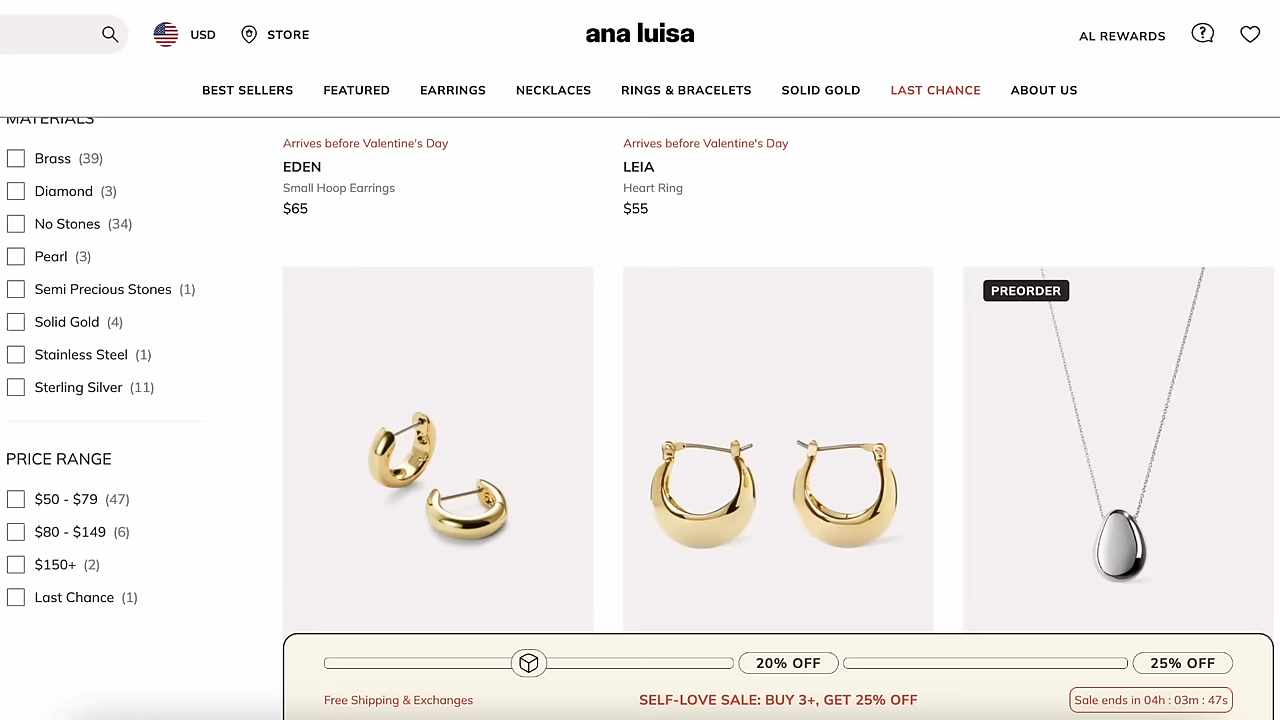 USD
STORE
ana luisa
AL REWARDS
BEST SELLERS
FEATURED
EARRINGS
NECKLACES
RINGS & BRACELETS
SOLID GOLD
LAST CHANCE
ABOUT US
MATERIALS
Brass (39)
Diamond (3)
No Stones (34)
Pearl (3)
Semi Precious Stones (1)
Solid Gold (4)
Stainless Steel (1)
Sterling Silver (11)
PRICE RANGE
$50 - $79 (47)
$80 - $149 (6)
$150+ (2)
Last Chance (1)
Arrives before Valentine's Day
EDEN
Small Hoop Earrings
$65
Arrives before Valentine's Day
LEIA
Heart Ring
$55
PREORDER
20% OFF
25% OFF
Free Shipping & Exchanges
SELF-LOVE SALE: BUY 3+, GET 25% OFF
Sale ends in 04h : 03m : 47s